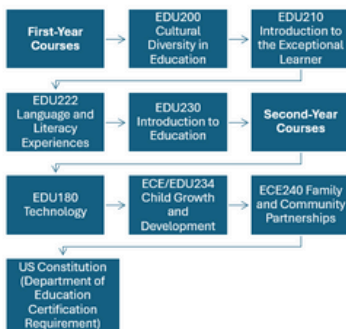 First-Year
Courses
EDU200
Cultural
Diversity in
Education
EDU210
Introduction to
the Exceptional
Learner
EDU222
Language and
Literacy
Experiences
EDU230
Introduction to
Education
Second-Year
Courses
EDU180
Technology
ECE/EDU234
Child Growth
and
Development
ECE240 Family
and Community
Partnerships
US Constitution
(Department of
Education
Certification
Requirement)